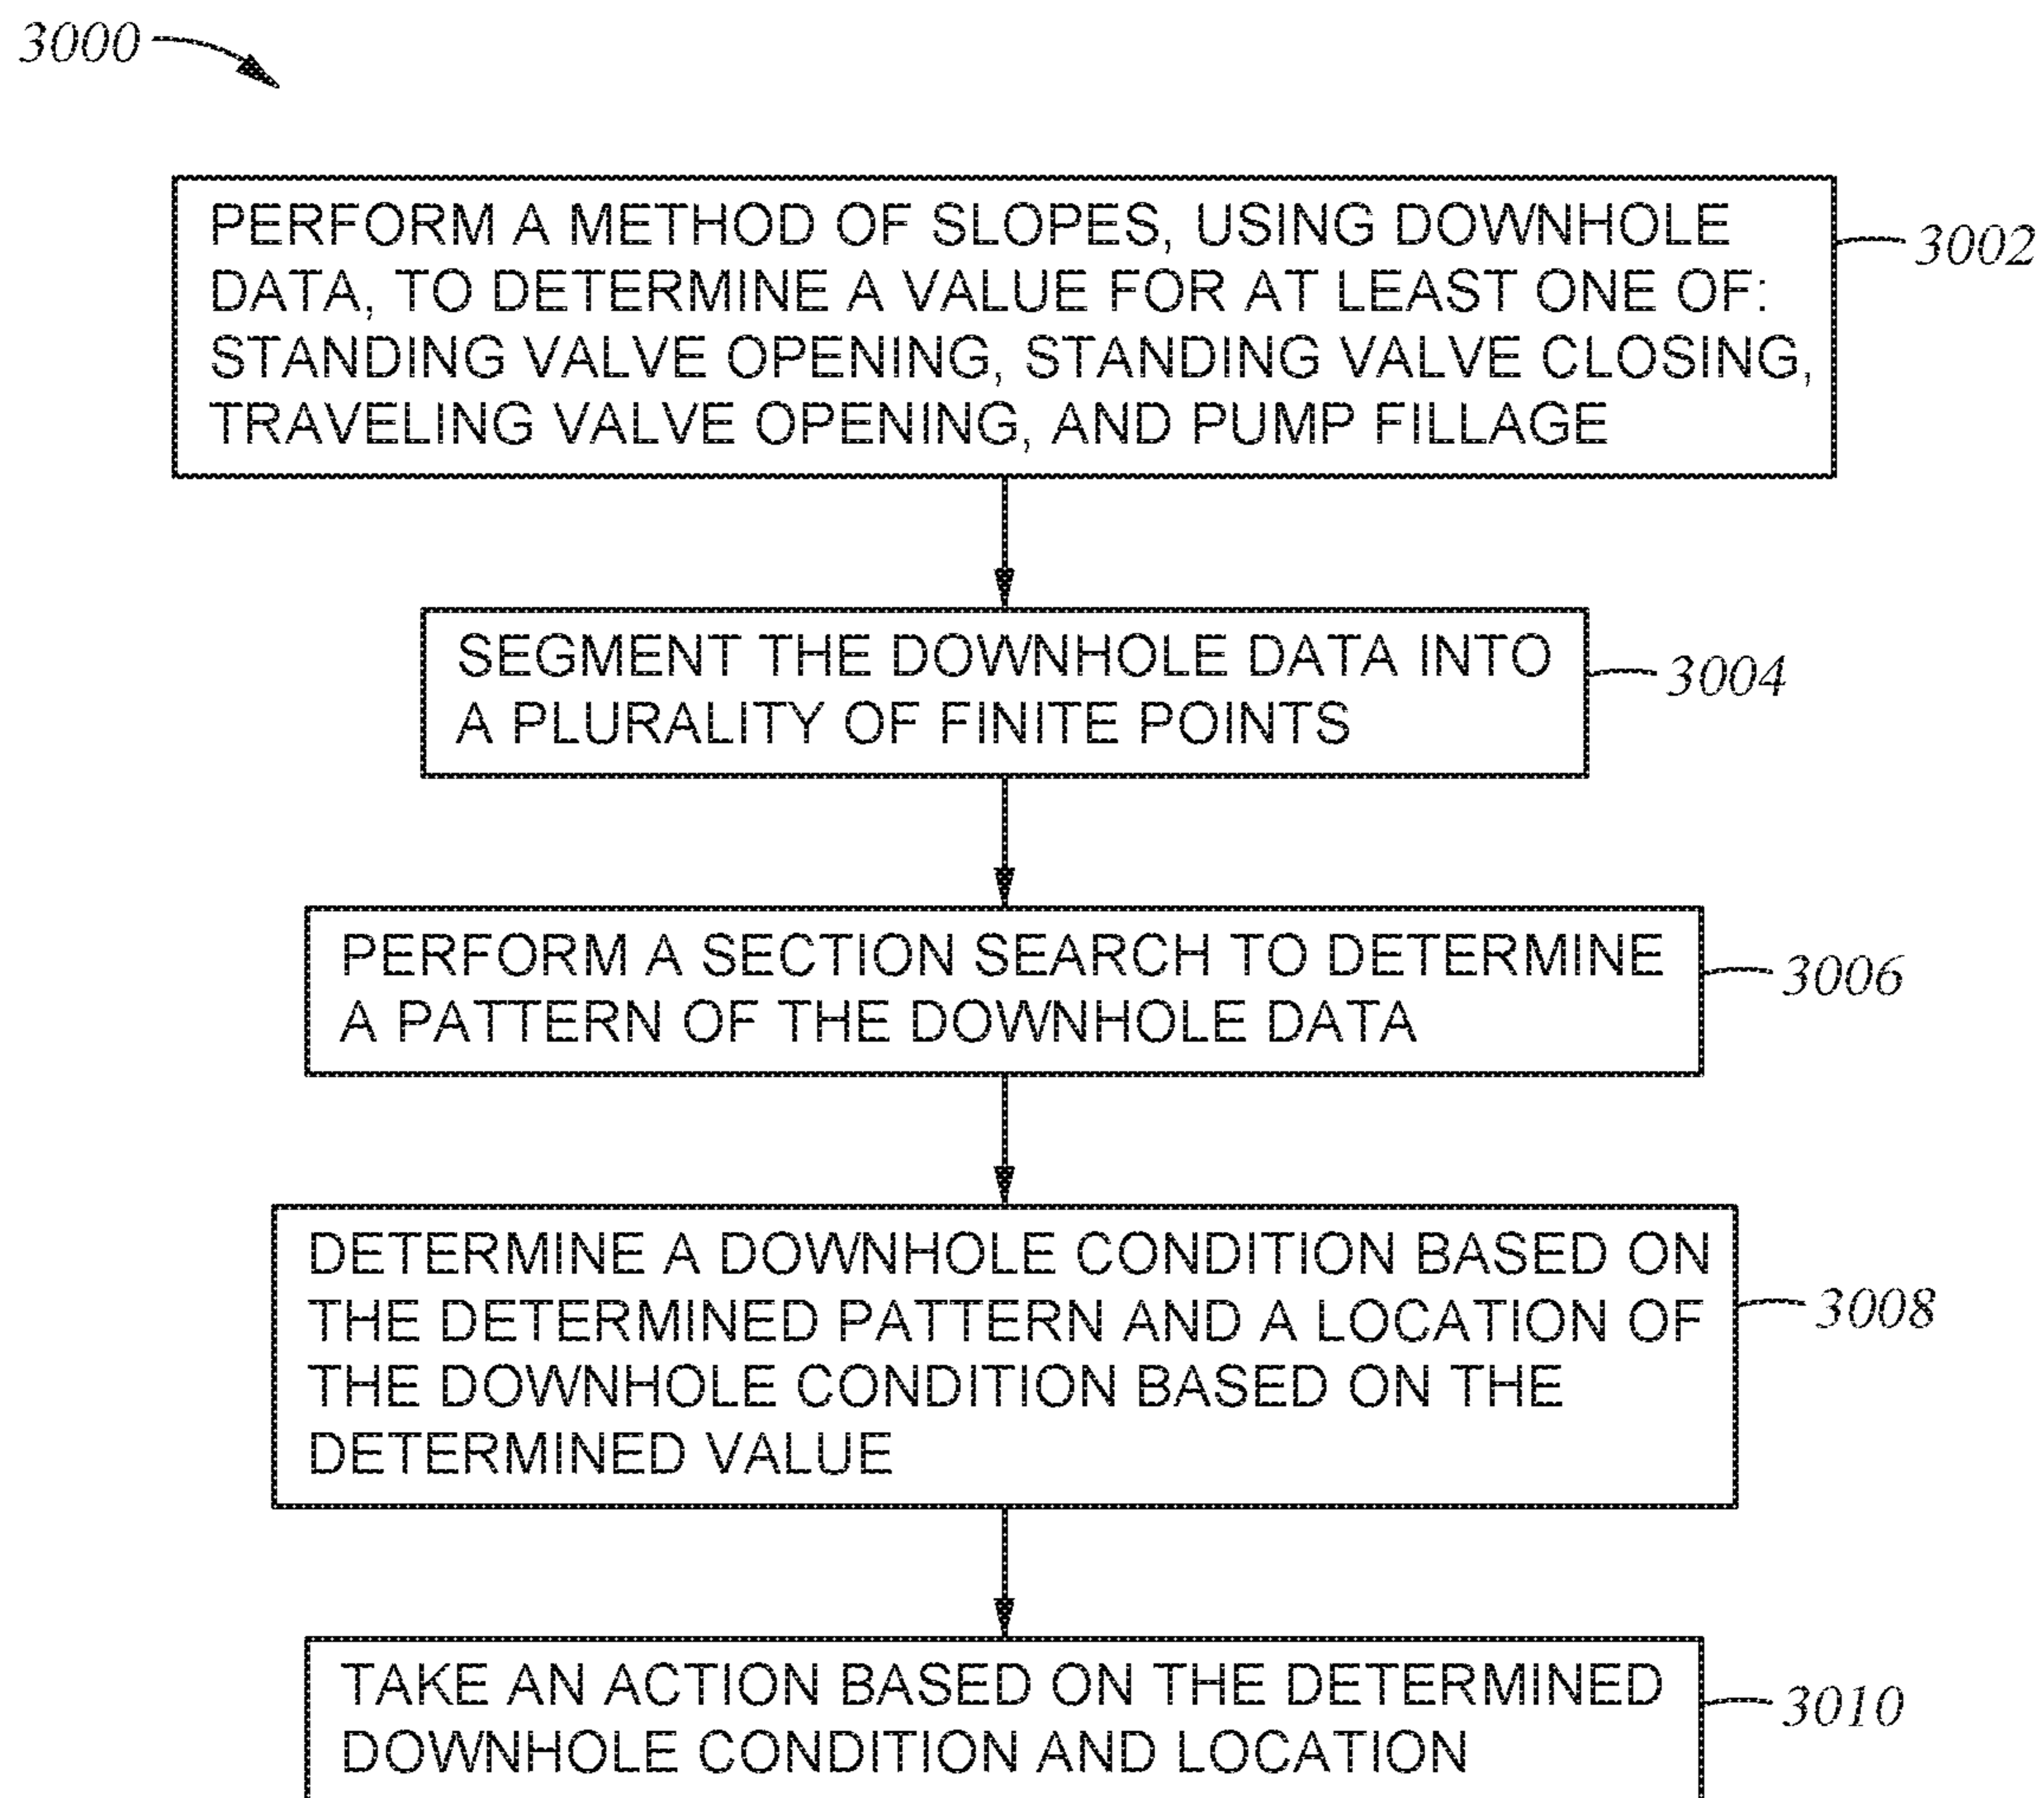 3000
PERFORM A METHOD OF SLOPES, USING DOWNHOLE
DATA, TO DETERMINE A VALUE FOR AT LEAST ONE OF:
STANDING VALVE OPENING, STANDING VALVE CLOSING,
TRAVELING VALVE OPENING, AND PUMP FILLAGE
3002
SEGMENT THE DOWNHOLE DATA INTO
A PLURALITY OF FINITE POINTS
3004
PERFORM A SECTION SEARCH TO DETERMINE
A PATTERN OF THE DOWNHOLE DATA
3006
DETERMINE A DOWNHOLE CONDITION BASED ON
THE DETERMINED PATTERN AND A LOCATION OF
THE DOWNHOLE CONDITION BASED ON THE
DETERMINED VALUE
3008
TAKE AN ACTION BASED ON THE DETERMINED
DOWNHOLE CONDITION AND LOCATION
3010